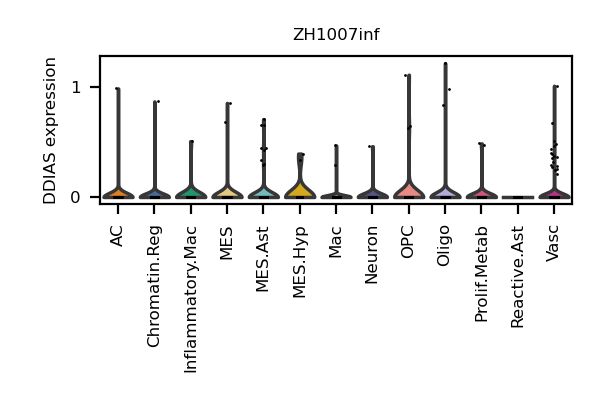 ZH1007inf
DDIAS expression
1
0
AC
Chromatin.Reg
Inflammatory.Mac
MES
MES.Ast
MES.Hyp
Mac
Neuron
OPC
Oligo
Prolif.Metab
Reactive.Ast
Vasc